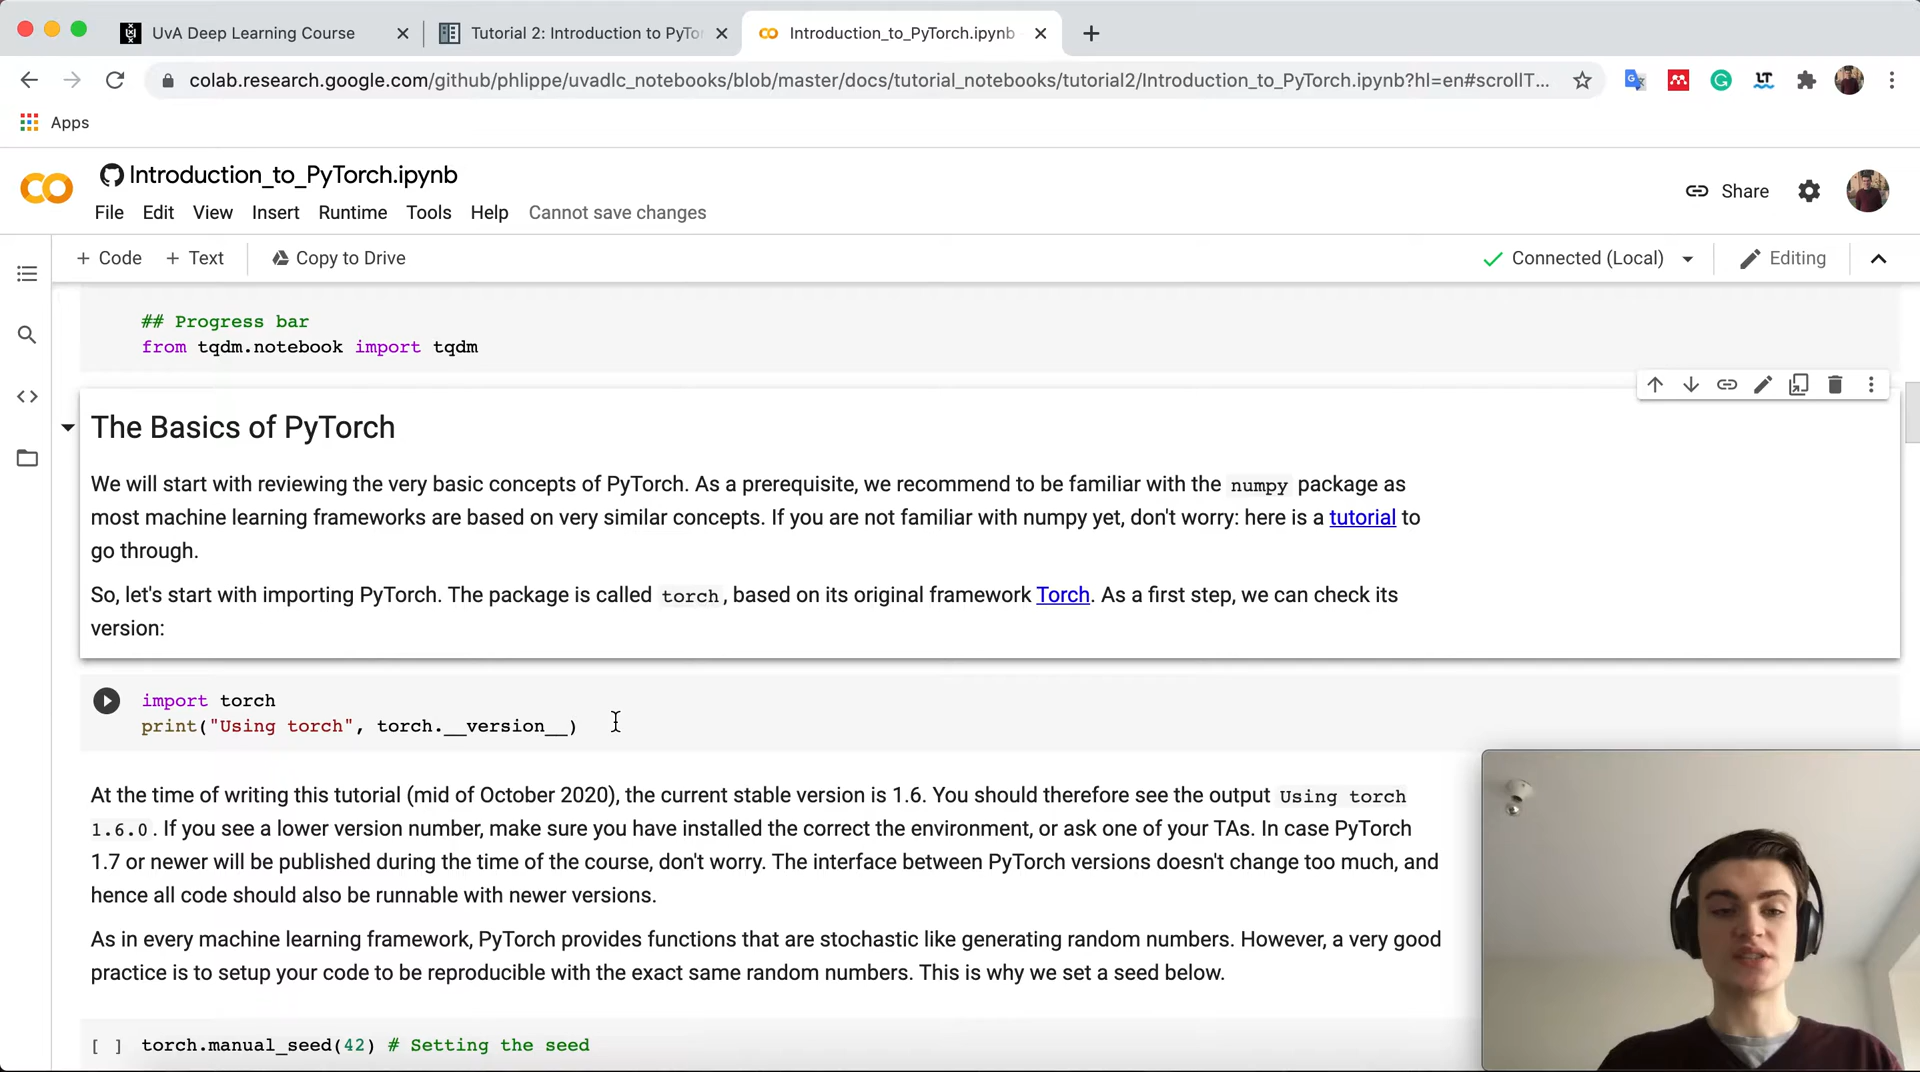 UvA Deep Learning Course
Tutorial 2: Introduction to PyTo
Introduction_to_PyTorch.ipynb
colab.research.google.com/github/phlippe/uvadlc_notebooks/blob/master/docs/tutorial_notebooks/tutorial2/Introduction_to_PyTorch.ipynb?hl=en#scrollT...
LT
Apps
Introduction_to_PyTorch.ipynb
Share
File Edit View Insert Runtime Tools Help Cannot save changes
+ Code + Text Copy to Drive Connected (Local) Editing
## Progress bar
from tqdm.notebook import tqdm
The Basics of PyTorch
We will start with reviewing the very basic concepts of PyTorch. As a prerequisite, we recommend to be familiar with the numpy package as
most machine learning frameworks are based on very similar concepts. If you are not familiar with numpy yet, don't worry: here is a tutorial to
go through.
So, let's start with importing PyTorch. The package is called torch, based on its original framework Torch. As a first step, we can check its
version:
import torch
print("Using torch", torch.__version__)
At the time of writing this tutorial (mid of October 2020), the current stable version is 1.6. You should therefore see the output Using torch
1.6.0. If you see a lower version number, make sure you have installed the correct the environment, or ask one of your TAs. In case PyTorch
1.7 or newer will be published during the time of the course, don't worry. The interface between PyTorch versions doesn't change too much, and
hence all code should also be runnable with newer versions.
As in every machine learning framework, PyTorch provides functions that are stochastic like generating random numbers. However, a very good
practice is to setup your code to be reproducible with the exact same random numbers. This is why we set a seed below.
[ ] torch.manual_seed(42) # Setting the seed